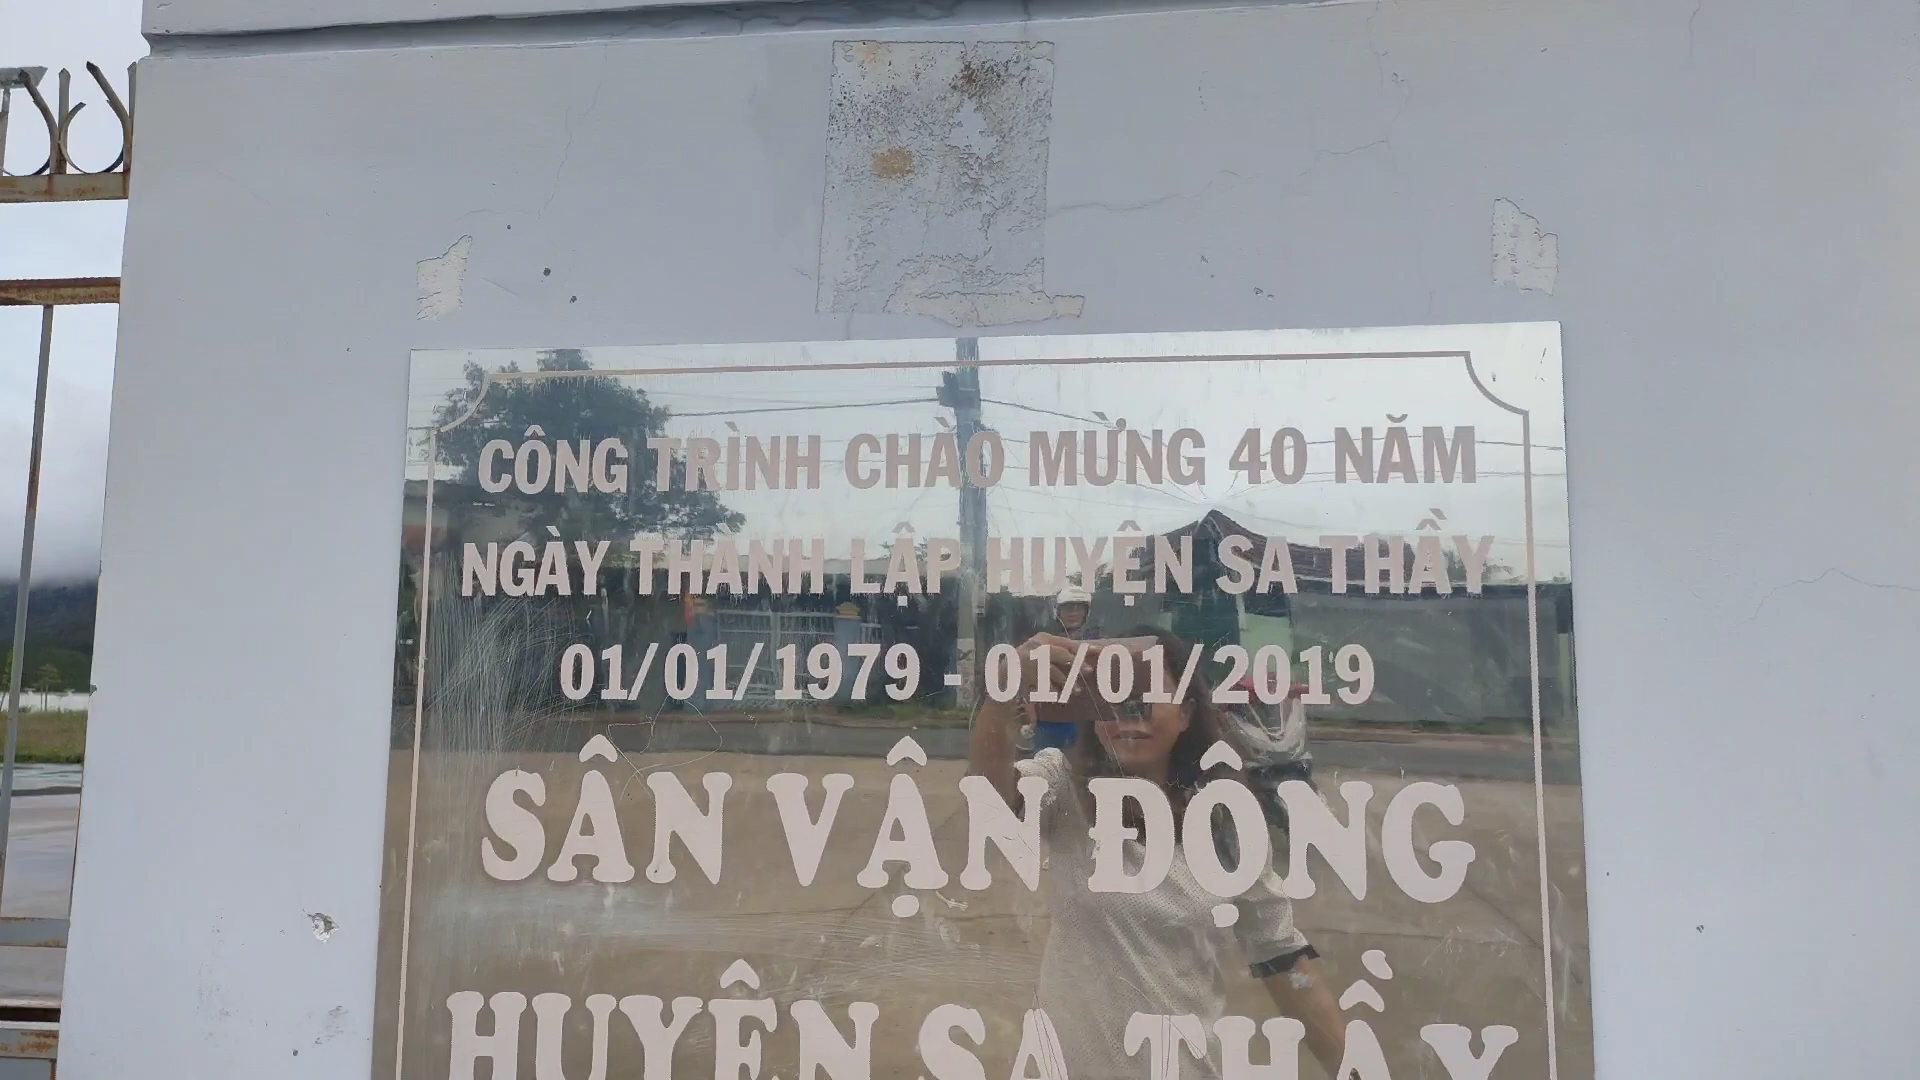 CÔNG TRÌNH CHÀO MỪNG 40 NĂM
NGÀY THÀNH LẬP HUYỆN SA THẦY
01/01/1979 - 01/01/2019
SÂN VẬN ĐỘNG
HUYỆN SA THẦY